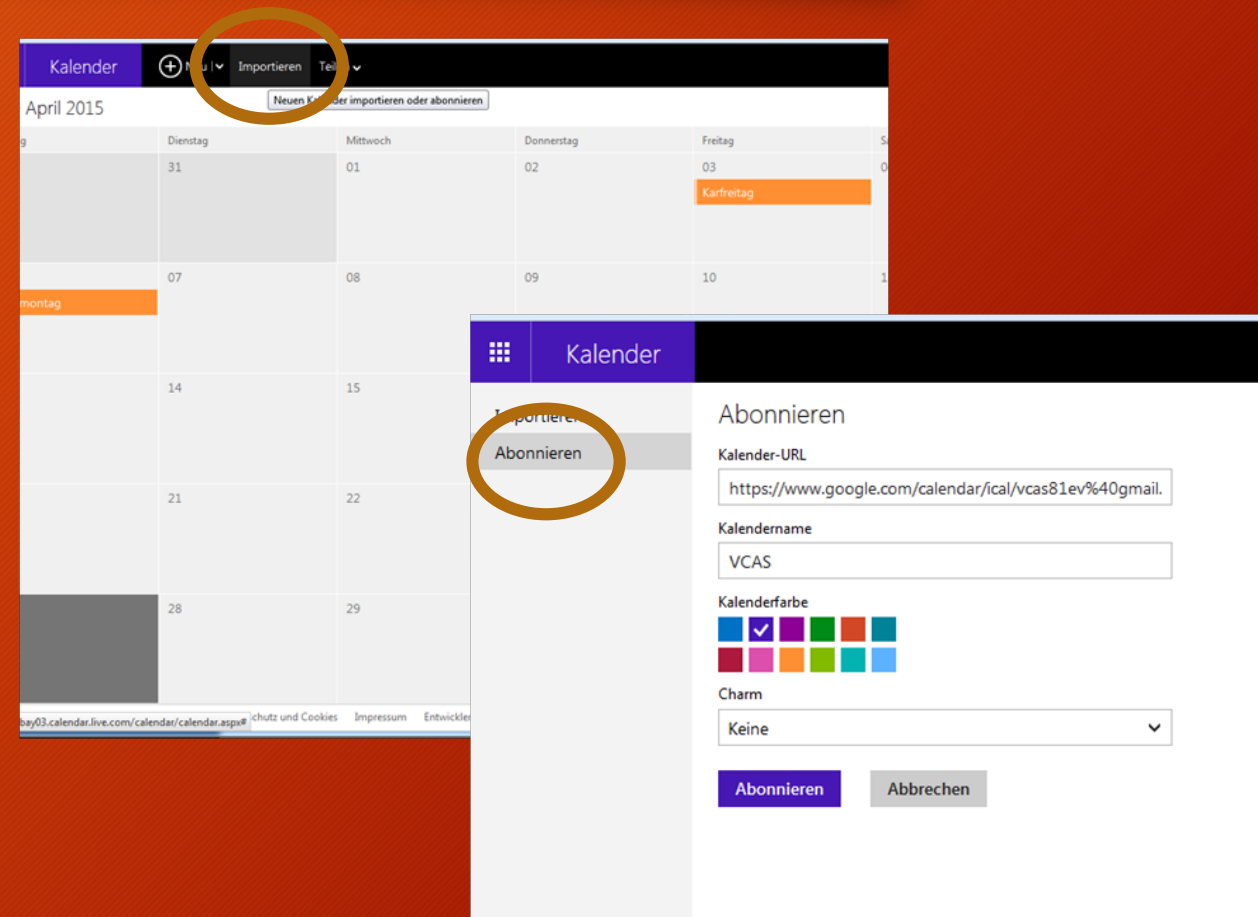 Kalender
Importieren
Neuen Kalender importieren oder abonnieren
April 2015
Dienstag Mittwoch Donnerstag Freitag
31 01 02 03
Karfreitag
07 08 09 10
montag
14 15
21 22
28 29
bay03.calendar.live.com/calendar/calendar.aspx# chutz und Cookies Impressum Entwickler
Kalender
Importieren
Abonnieren
Abonnieren
Kalender-URL
https://www.google.com/calendar/ical/vcas81ev%40gmail.
Kalendername
VCAS
Kalenderfarbe
Charm
Keine
Abonnieren Abbrechen